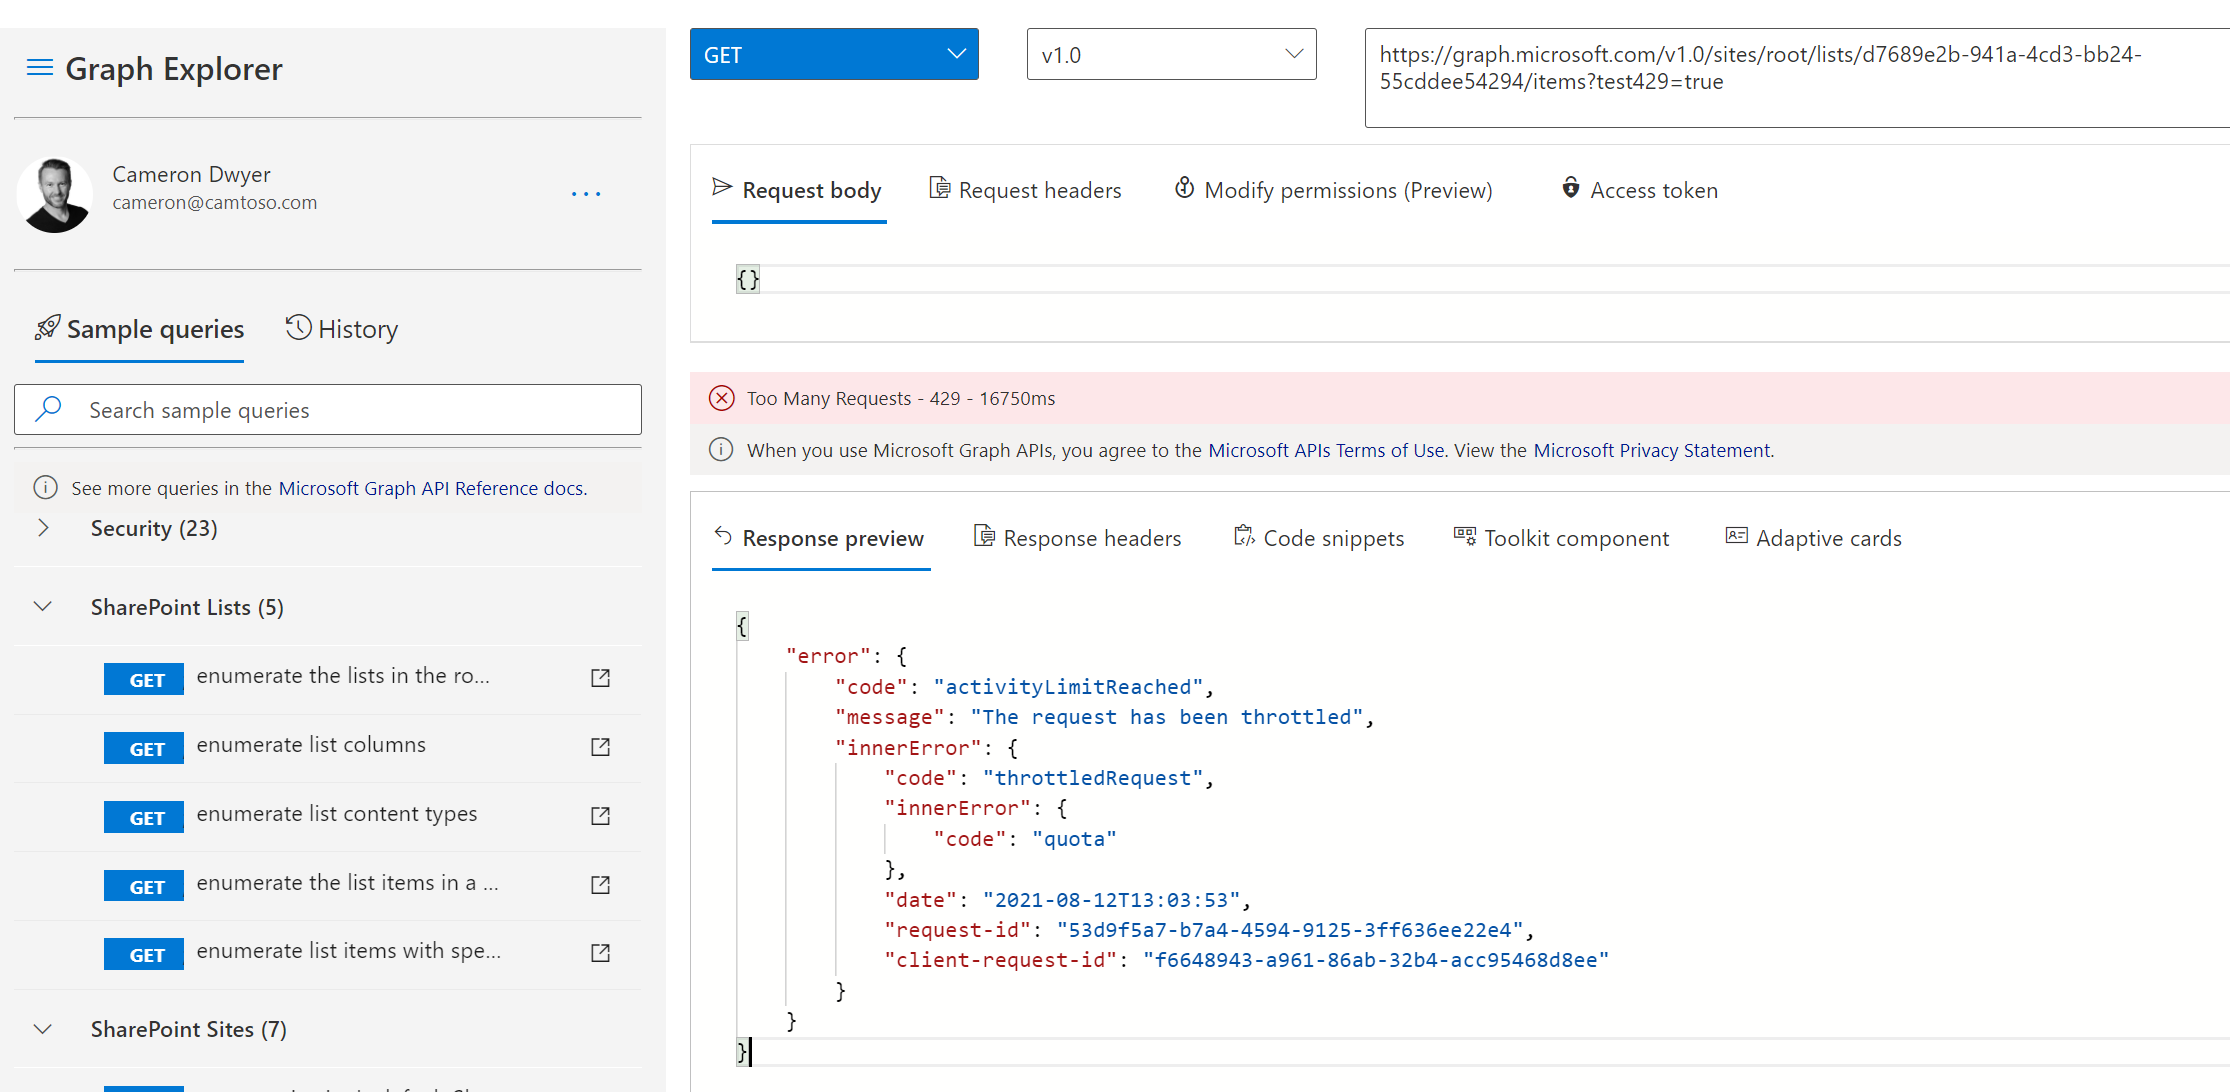 Graph Explorer
Cameron Dwyer
cameron@camtoso.com
Sample queries
History
Search sample queries
See more queries in the Microsoft Graph API Reference docs.
Security (23)
SharePoint Lists (5)
GET enumerate the lists in the ro...
GET enumerate list columns
GET enumerate list content types
GET enumerate the list items in a ...
GET enumerate list items with spe...
SharePoint Sites (7)
GET
v1.0
https://graph.microsoft.com/v1.0/sites/root/lists/d7689e2b-941a-4cd3-bb24-
55cddee54294/items?test429=true
Request body
Request headers
Modify permissions (Preview)
Access token
{}
Too Many Requests - 429 - 16750ms
When you use Microsoft Graph APIs, you agree to the Microsoft APIs Terms of Use. View the Microsoft Privacy Statement.
Response preview
Response headers
Code snippets
Toolkit component
Adaptive cards
{
"error": {
"code": "activityLimitReached",
"message": "The request has been throttled",
"innerError": {
"code": "throttledRequest",
"innerError": {
"code": "quota"
},
"date": "2021-08-12T13:03:53",
"request-id": "53d9f5a7-b7a4-4594-9125-3ff636ee22e4",
"client-request-id": "f6648943-a961-86ab-32b4-acc95468d8ee"
}
}
}